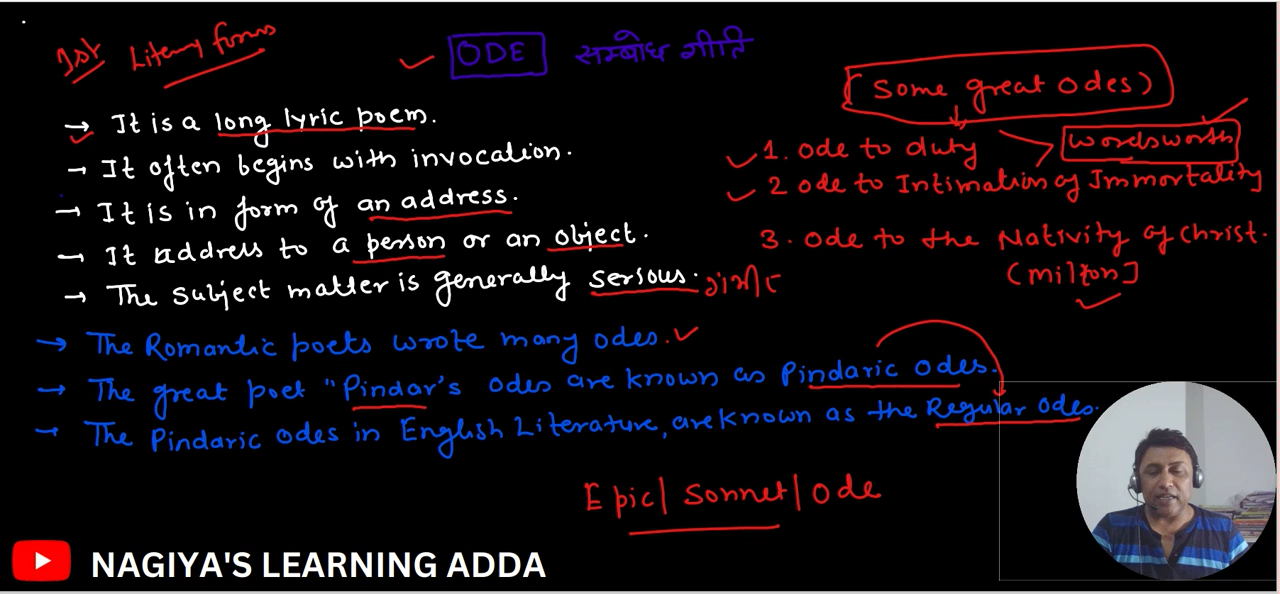 1st Literary forms
ODE सम्बोध गीति
→ It is a long lyric poem.
→ It often begins with invocation.
→ It is in form of an address.
→ It address to a person or an object.
→ The subject matter is generally serious. गंभीर
→ The Romantic poets wrote many odes.
→ The great poet "Pindar's odes are known as Pindaric odes.
→ The Pindaric odes in English Literature, are known as the Regular odes.
(Some great odes)
1. ode to duty
Wordsworth
2 ode to Intimation of Immortality
3. ode to the Nativity of Christ.
(milton]
Epic| Sonnet| Ode
NAGIYA'S LEARNING ADDA